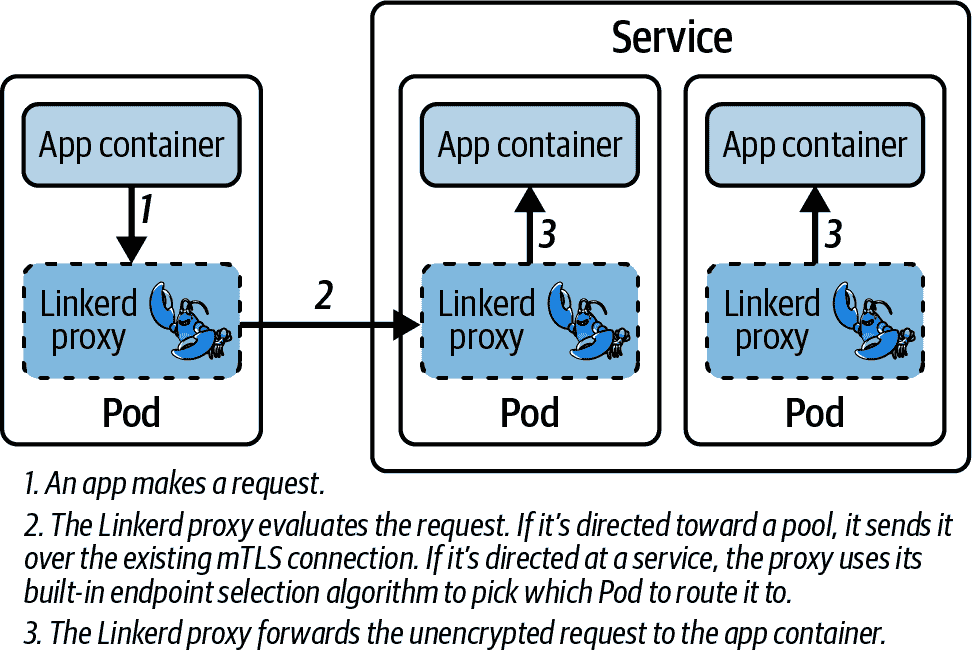 Service
App container
App container
App container
1
3
3
2
Linkerd
proxy
Linkerd
proxy
Linkerd
proxy
Pod
Pod
Pod
1. An app makes a request.
2. The Linkerd proxy evaluates the request. If it's directed toward a pool, it sends it
over the existing mTLS connection. If it's directed at a service, the proxy uses its
built-in endpoint selection algorithm to pick which Pod to route it to.
3. The Linkerd proxy forwards the unencrypted request to the app container.